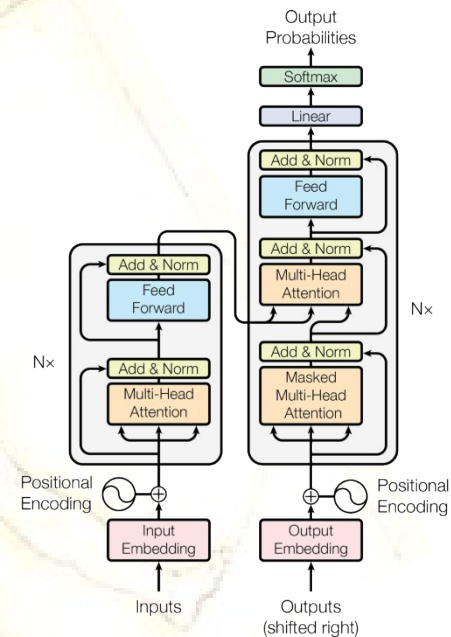 Output
Probabilities
Softmax
Linear
Add & Norm
Feed
Forward
Add & Norm
Multi-Head
Attention
Add & Norm
Masked
Multi-Head
Attention
Nx
Positional
Encoding
Output
Embedding
Outputs
(shifted right)
Add & Norm
Feed
Forward
Add & Norm
Multi-Head
Attention
Nx
Positional
Encoding
Input
Embedding
Inputs